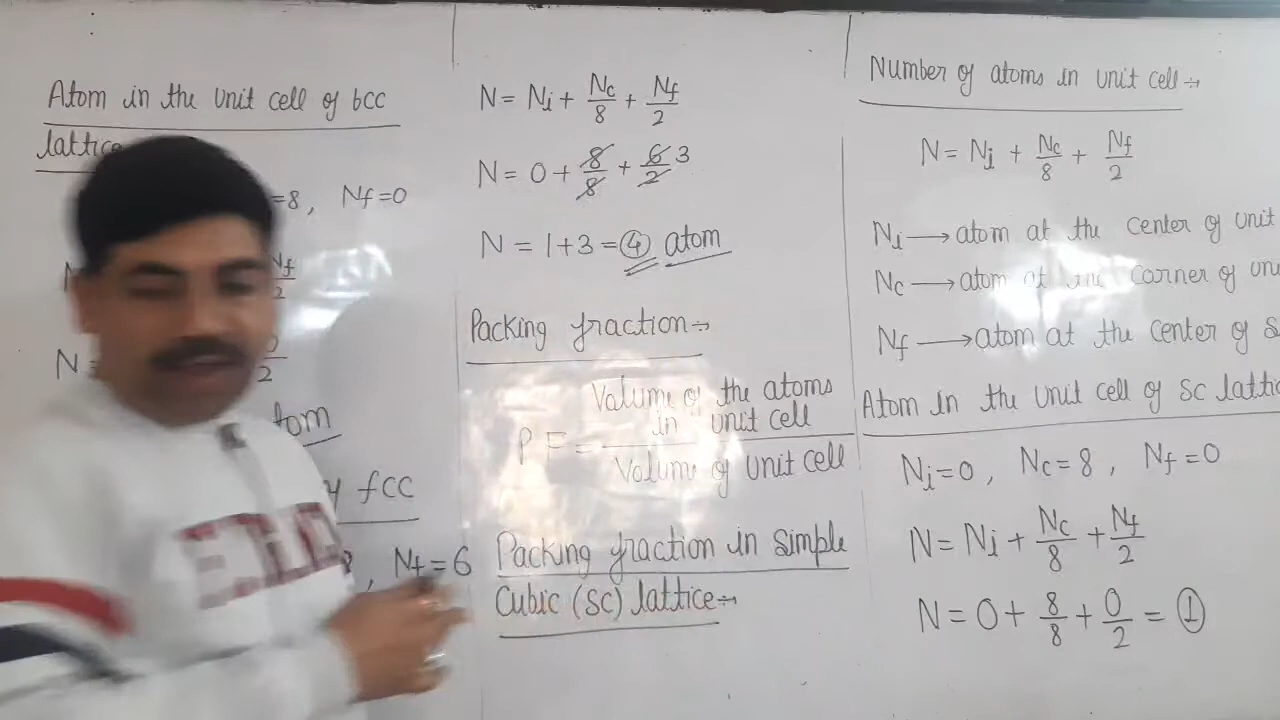 Atom in the unit cell of bcc
lattice
=8, Nf=0
N
Nf
2
N=
2
tom
fcc
8, Nf=6
N = Ni + Nc/8 + Nf/2
N = 0 + 8/8 + 6/2 3
N = 1+3 = 4 atom
Packing fraction:→
PF = Volume of the atoms in unit cell / Volume of unit cell
Packing fraction in simple
Cubic (SC) lattice:→
Number of atoms in unit cell:→
N = Ni + Nc/8 + Nf/2
Ni → atom at the center of unit
Nc → atom at the corner of
Nf → atom at the center of
Atom in the unit cell of SC
Ni=0, Nc=8, Nf=0
N = Ni + Nc/8 + Nf/2
N = 0 + 8/8 + 0/2 = 1